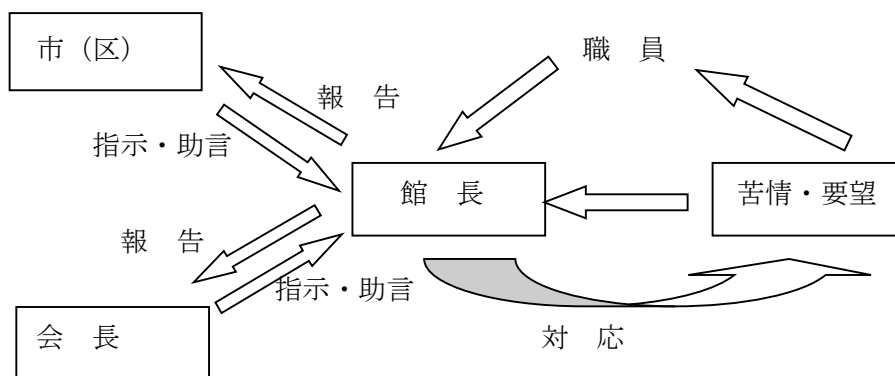 市（区）
職　員
報　告
指示・助言
館　長
苦情・要望
報　告
指示・助言
対　応
会　長